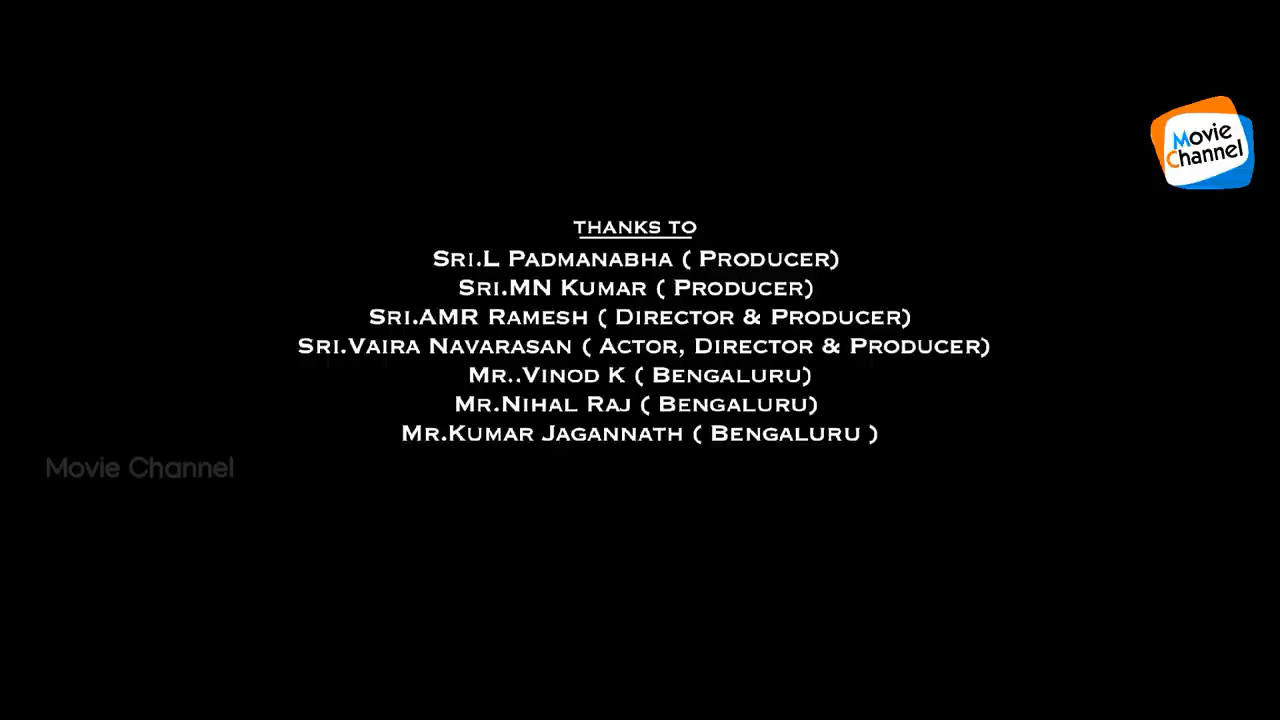 Movie
Channel
THANKS TO
SRI.L PADMANABHA ( PRODUCER)
SRI.MN KUMAR ( PRODUCER)
SRI.AMR RAMESH ( DIRECTOR & PRODUCER)
SRI.VAIRA NAVARASAN ( ACTOR, DIRECTOR & PRODUCER)
MR..VINOD K ( BENGALURU)
MR.NIHAL RAJ ( BENGALURU)
MR.KUMAR JAGANNATH ( BENGALURU )
Movie Channel